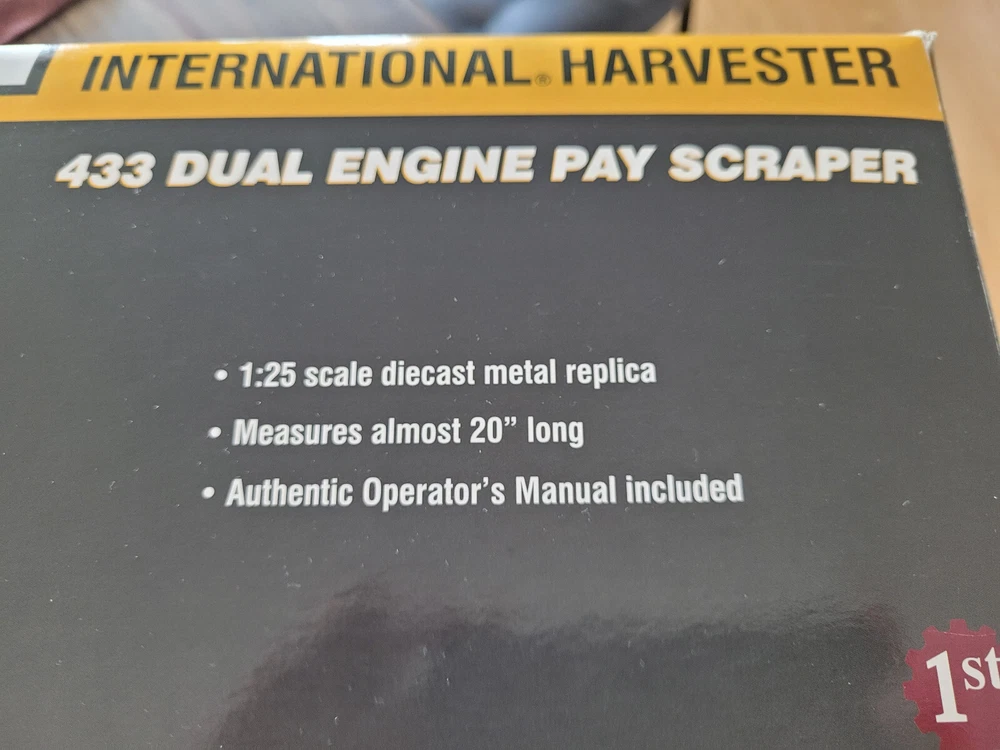 INTERNATIONAL® HARVESTER
433 DUAL ENGINE PAY SCRAPER
• 1:25 scale diecast metal replica
• Measures almost 20” long
• Authentic Operator’s Manual included
1st